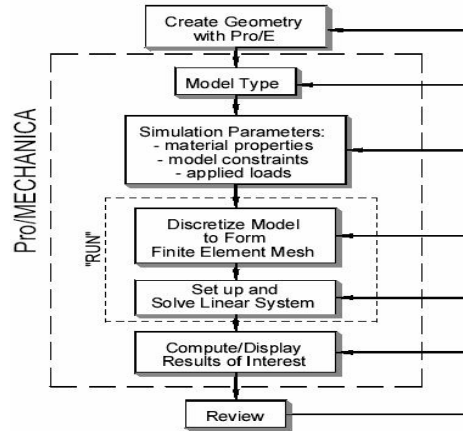 Create Geometry
with Pro/E
Model Type
Simulation Parameters:
- material properties
- model constraints
- applied loads
Pro/MECHANICA
"RUN"
Discretize Model
to Form
Finite Element Mesh
Set up and
Solve Linear System
Compute/Display
Results of Interest
Review